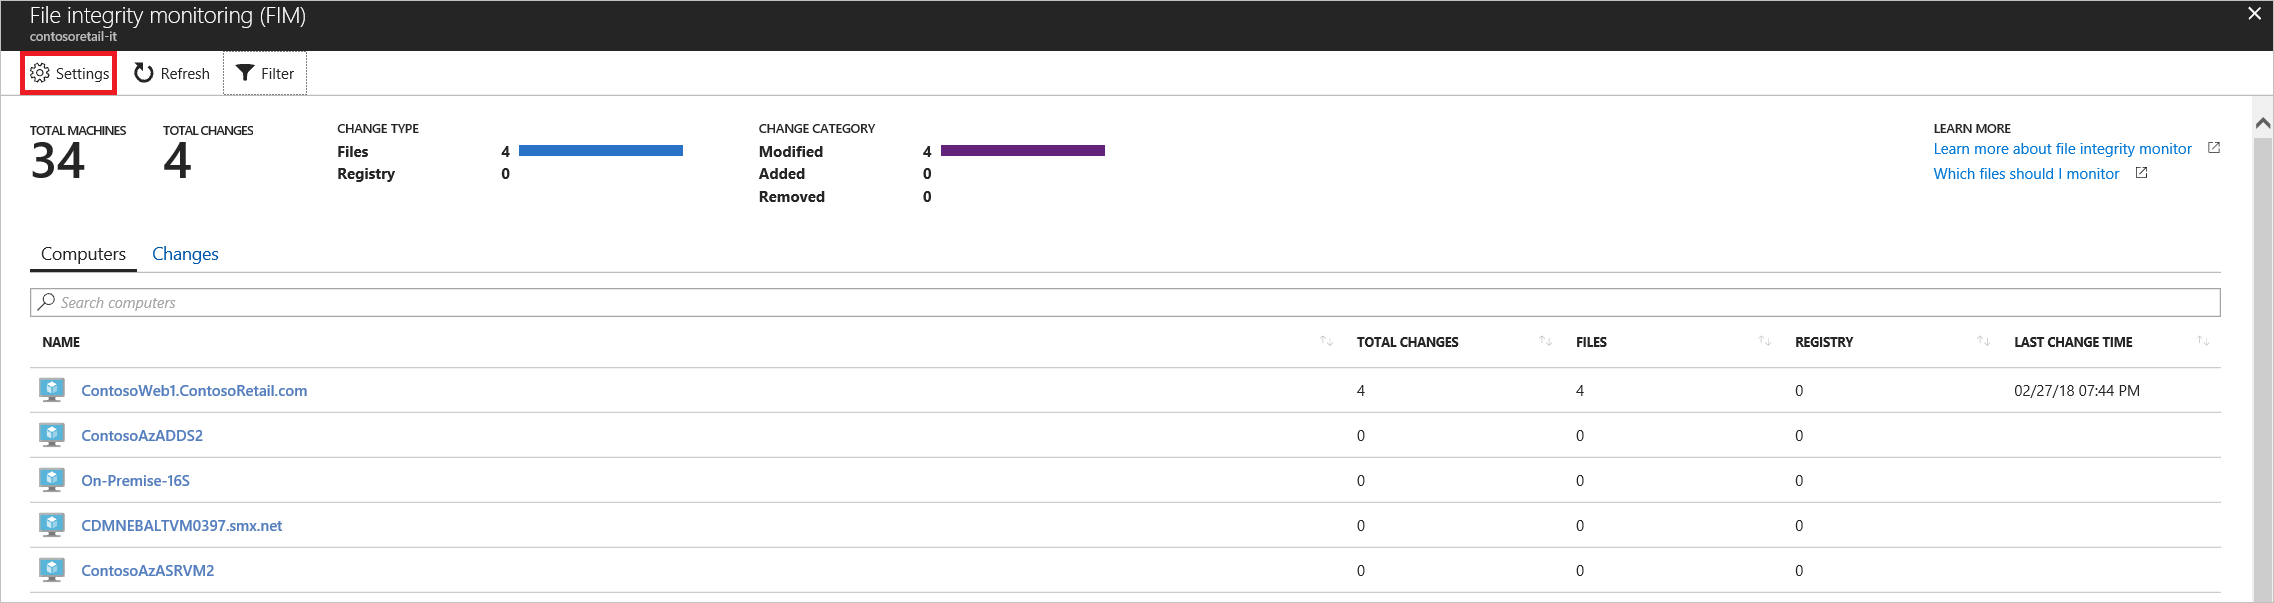 File integrity monitoring (FIM)
contosoretail-it
Settings Refresh Filter
TOTAL MACHINES
34
TOTAL CHANGES
4
CHANGE TYPE
Files 4
Registry 0
CHANGE CATEGORY
Modified 4
Added 0
Removed 0
LEARN MORE
Learn more about file integrity monitor
Which files should I monitor
Computers Changes
Search computers
NAME TOTAL CHANGES FILES REGISTRY LAST CHANGE TIME
ContosoWeb1.ContosoRetail.com 4 4 0 02/27/18 07:44 PM
ContosoAzADDS2 0 0 0
On-Premise-16S 0 0 0
CDMNEBALTVM0397.smx.net 0 0 0
ContosoAzASRVM2 0 0 0